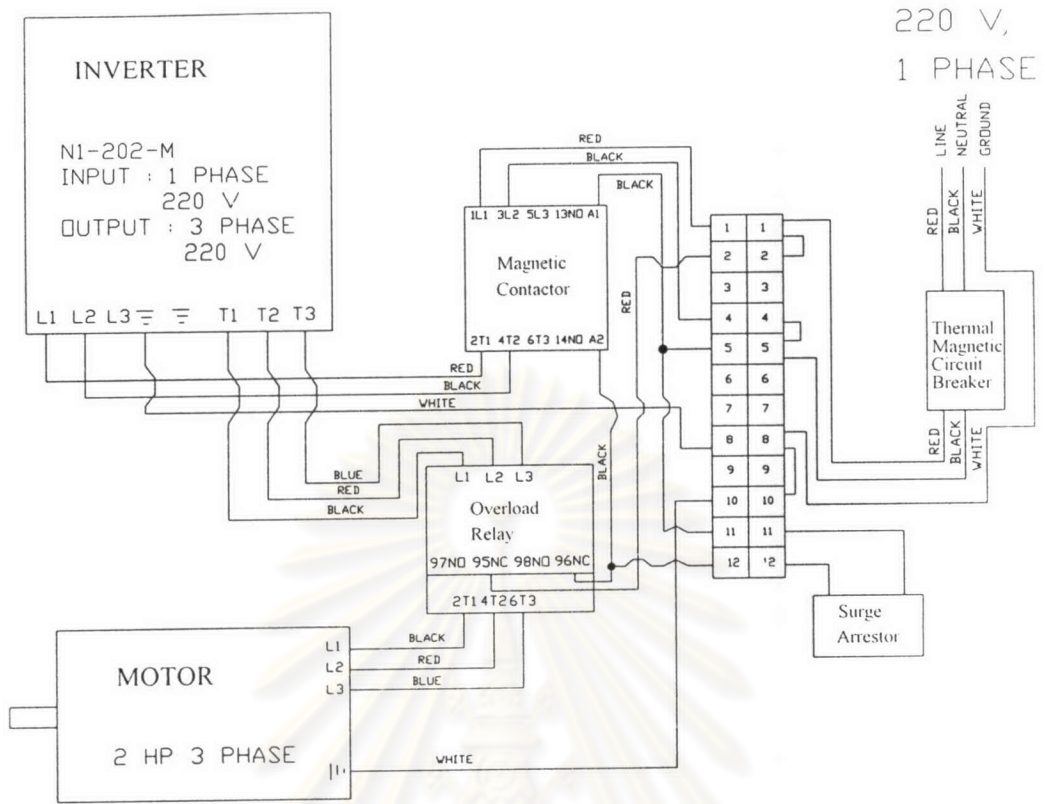 220 V,
1 PHASE
LINE
NEUTRAL
GROUND
RED
BLACK
WHITE
INVERTER
N1-202-M
INPUT : 1 PHASE
220 V
OUTPUT : 3 PHASE
220 V
L1 L2 L3 T1 T2 T3
RED
BLACK
BLACK
1L1 3L2 5L3 13NO A1
Magnetic
Contactor
2T1 4T2 6T3 14NO A2
RED
BLACK
WHITE
RED
BLACK
1 1
2 2
3 3
4 4
5 5
6 6
7 7
8 8
9 9
10 10
11 11
12 12
Thermal
Magnetic
Circuit
Breaker
RED
BLACK
WHITE
BLUE
RED
BLACK
L1 L2 L3
Overload
Relay
97NO 95NC 98NO 96NC
2T1 4T2 6T3
Surge
Arrestor
BLACK
RED
BLUE
L1
L2
L3
MOTOR
2 HP 3 PHASE
WHITE